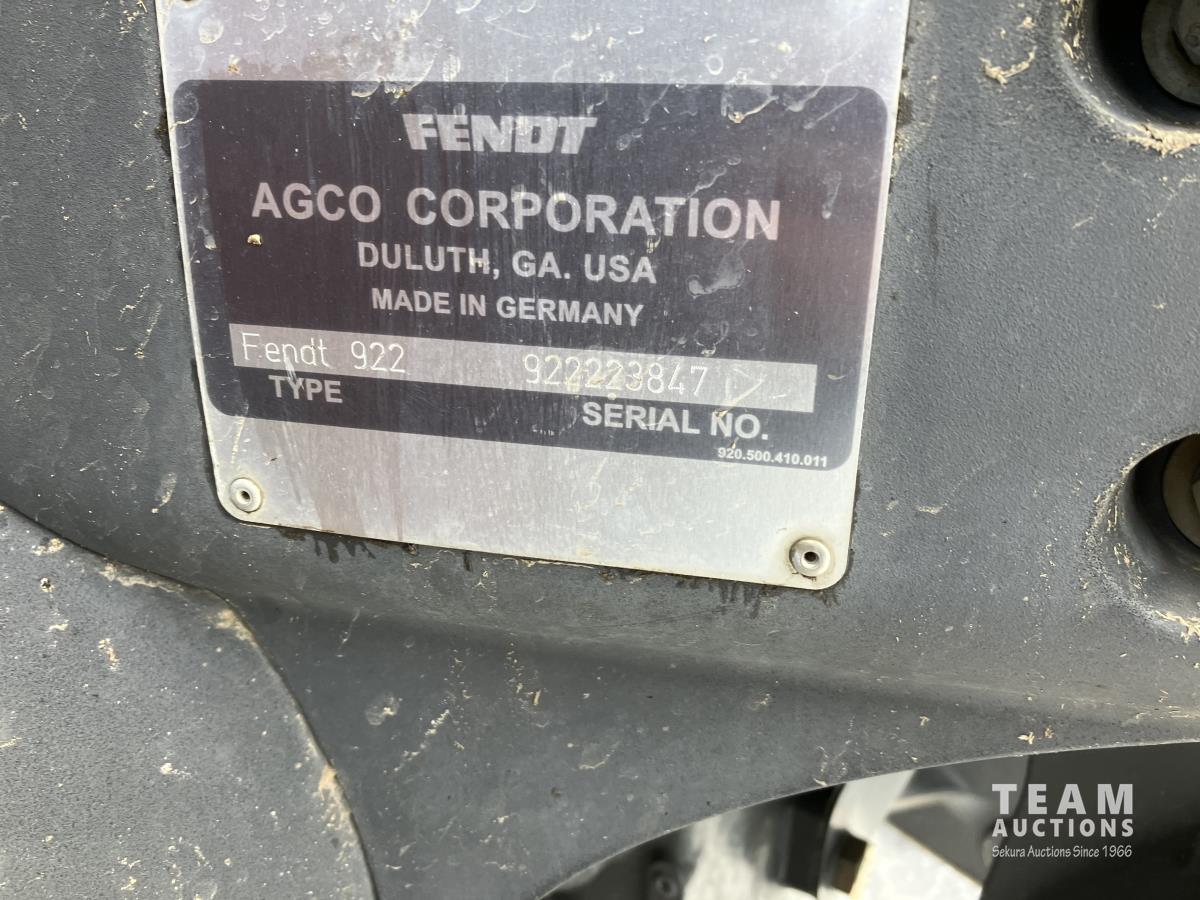 FENDT
AGCO CORPORATION
DULUTH, GA. USA
MADE IN GERMANY
Fendt 922 922223847
TYPE SERIAL NO.
920.500.410.011
TEAM
AUCTIONS
Sekura Auctions Since 1966